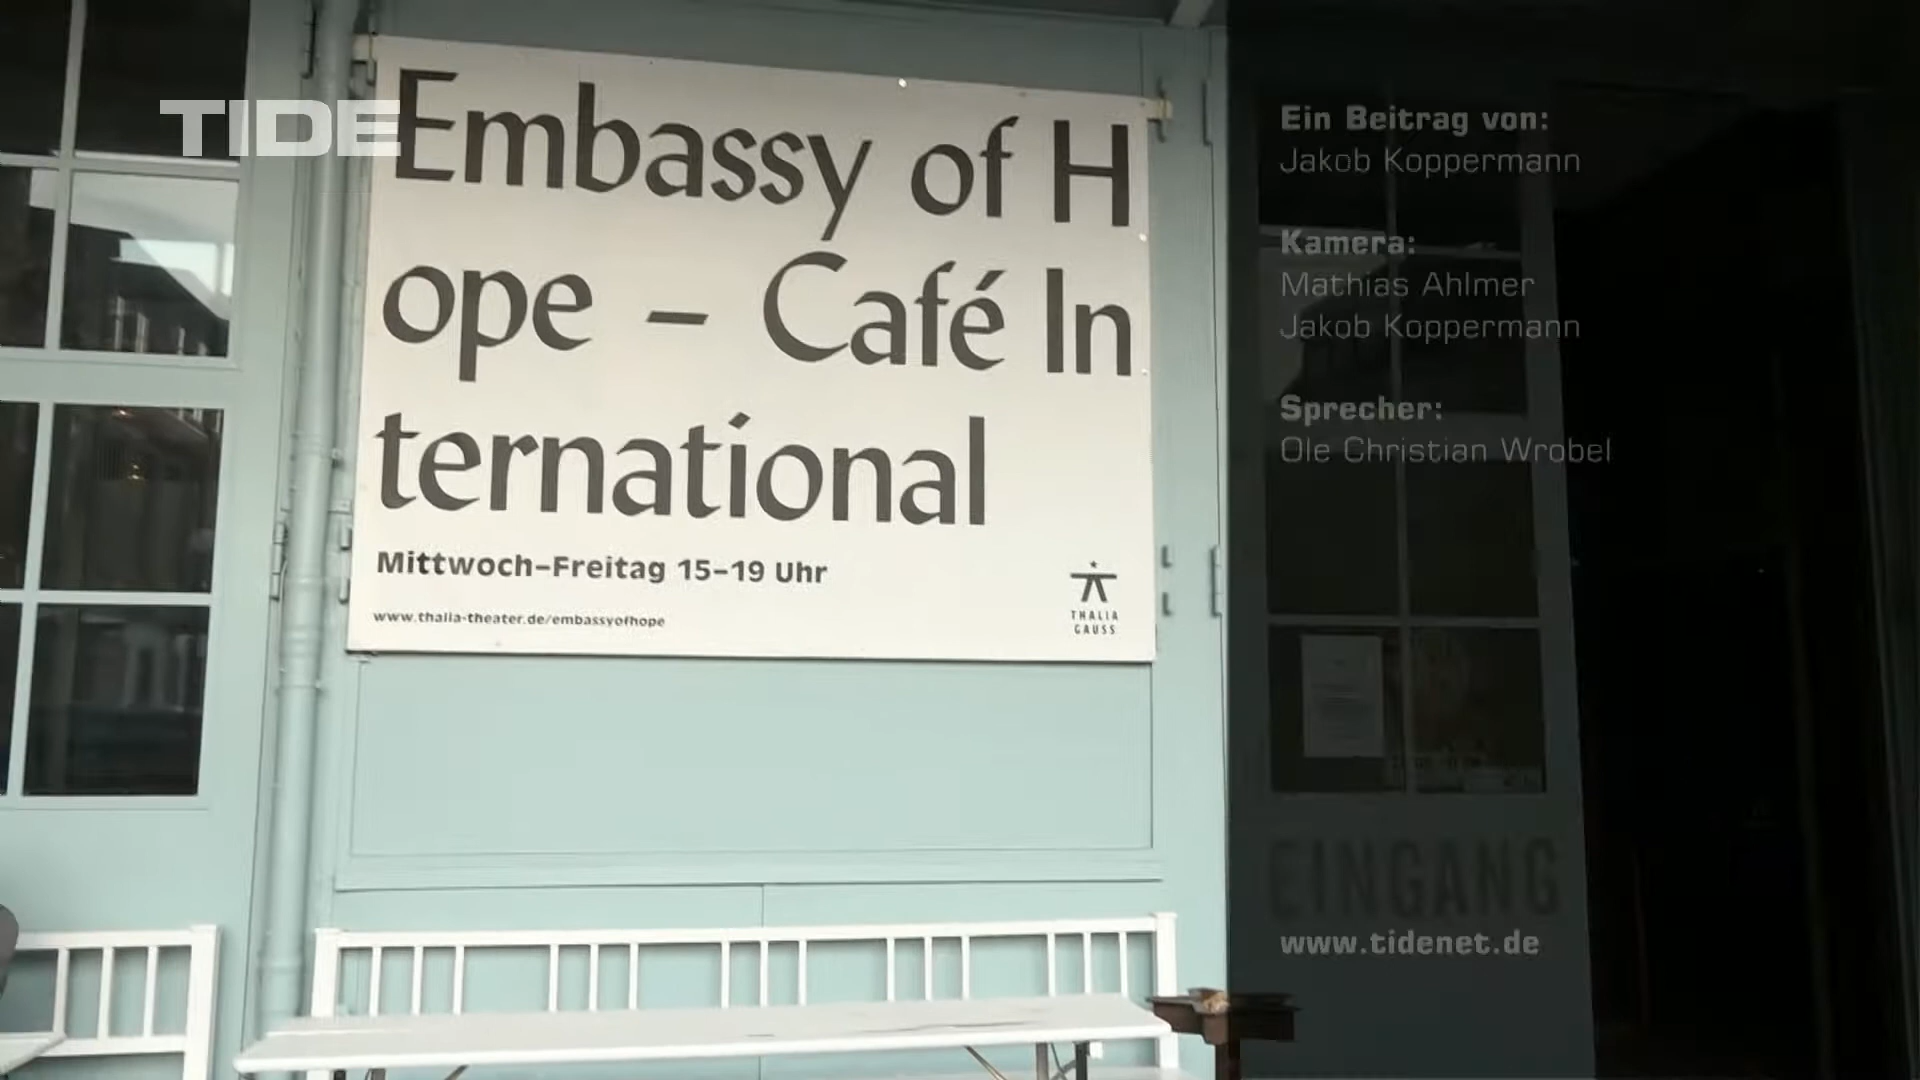 TIDE
Embassy of H
ope – Café In
ternational
Mittwoch–Freitag 15–19 Uhr
www.thalia-theater.de/embassyofhope
THALIA
GAUSS
Ein Beitrag von:
Jakob Koppermann
Kamera:
Mathias Ahlmer
Jakob Koppermann
Sprecher:
Ole Christian Wrobel
EINGANG
www.tidenet.de